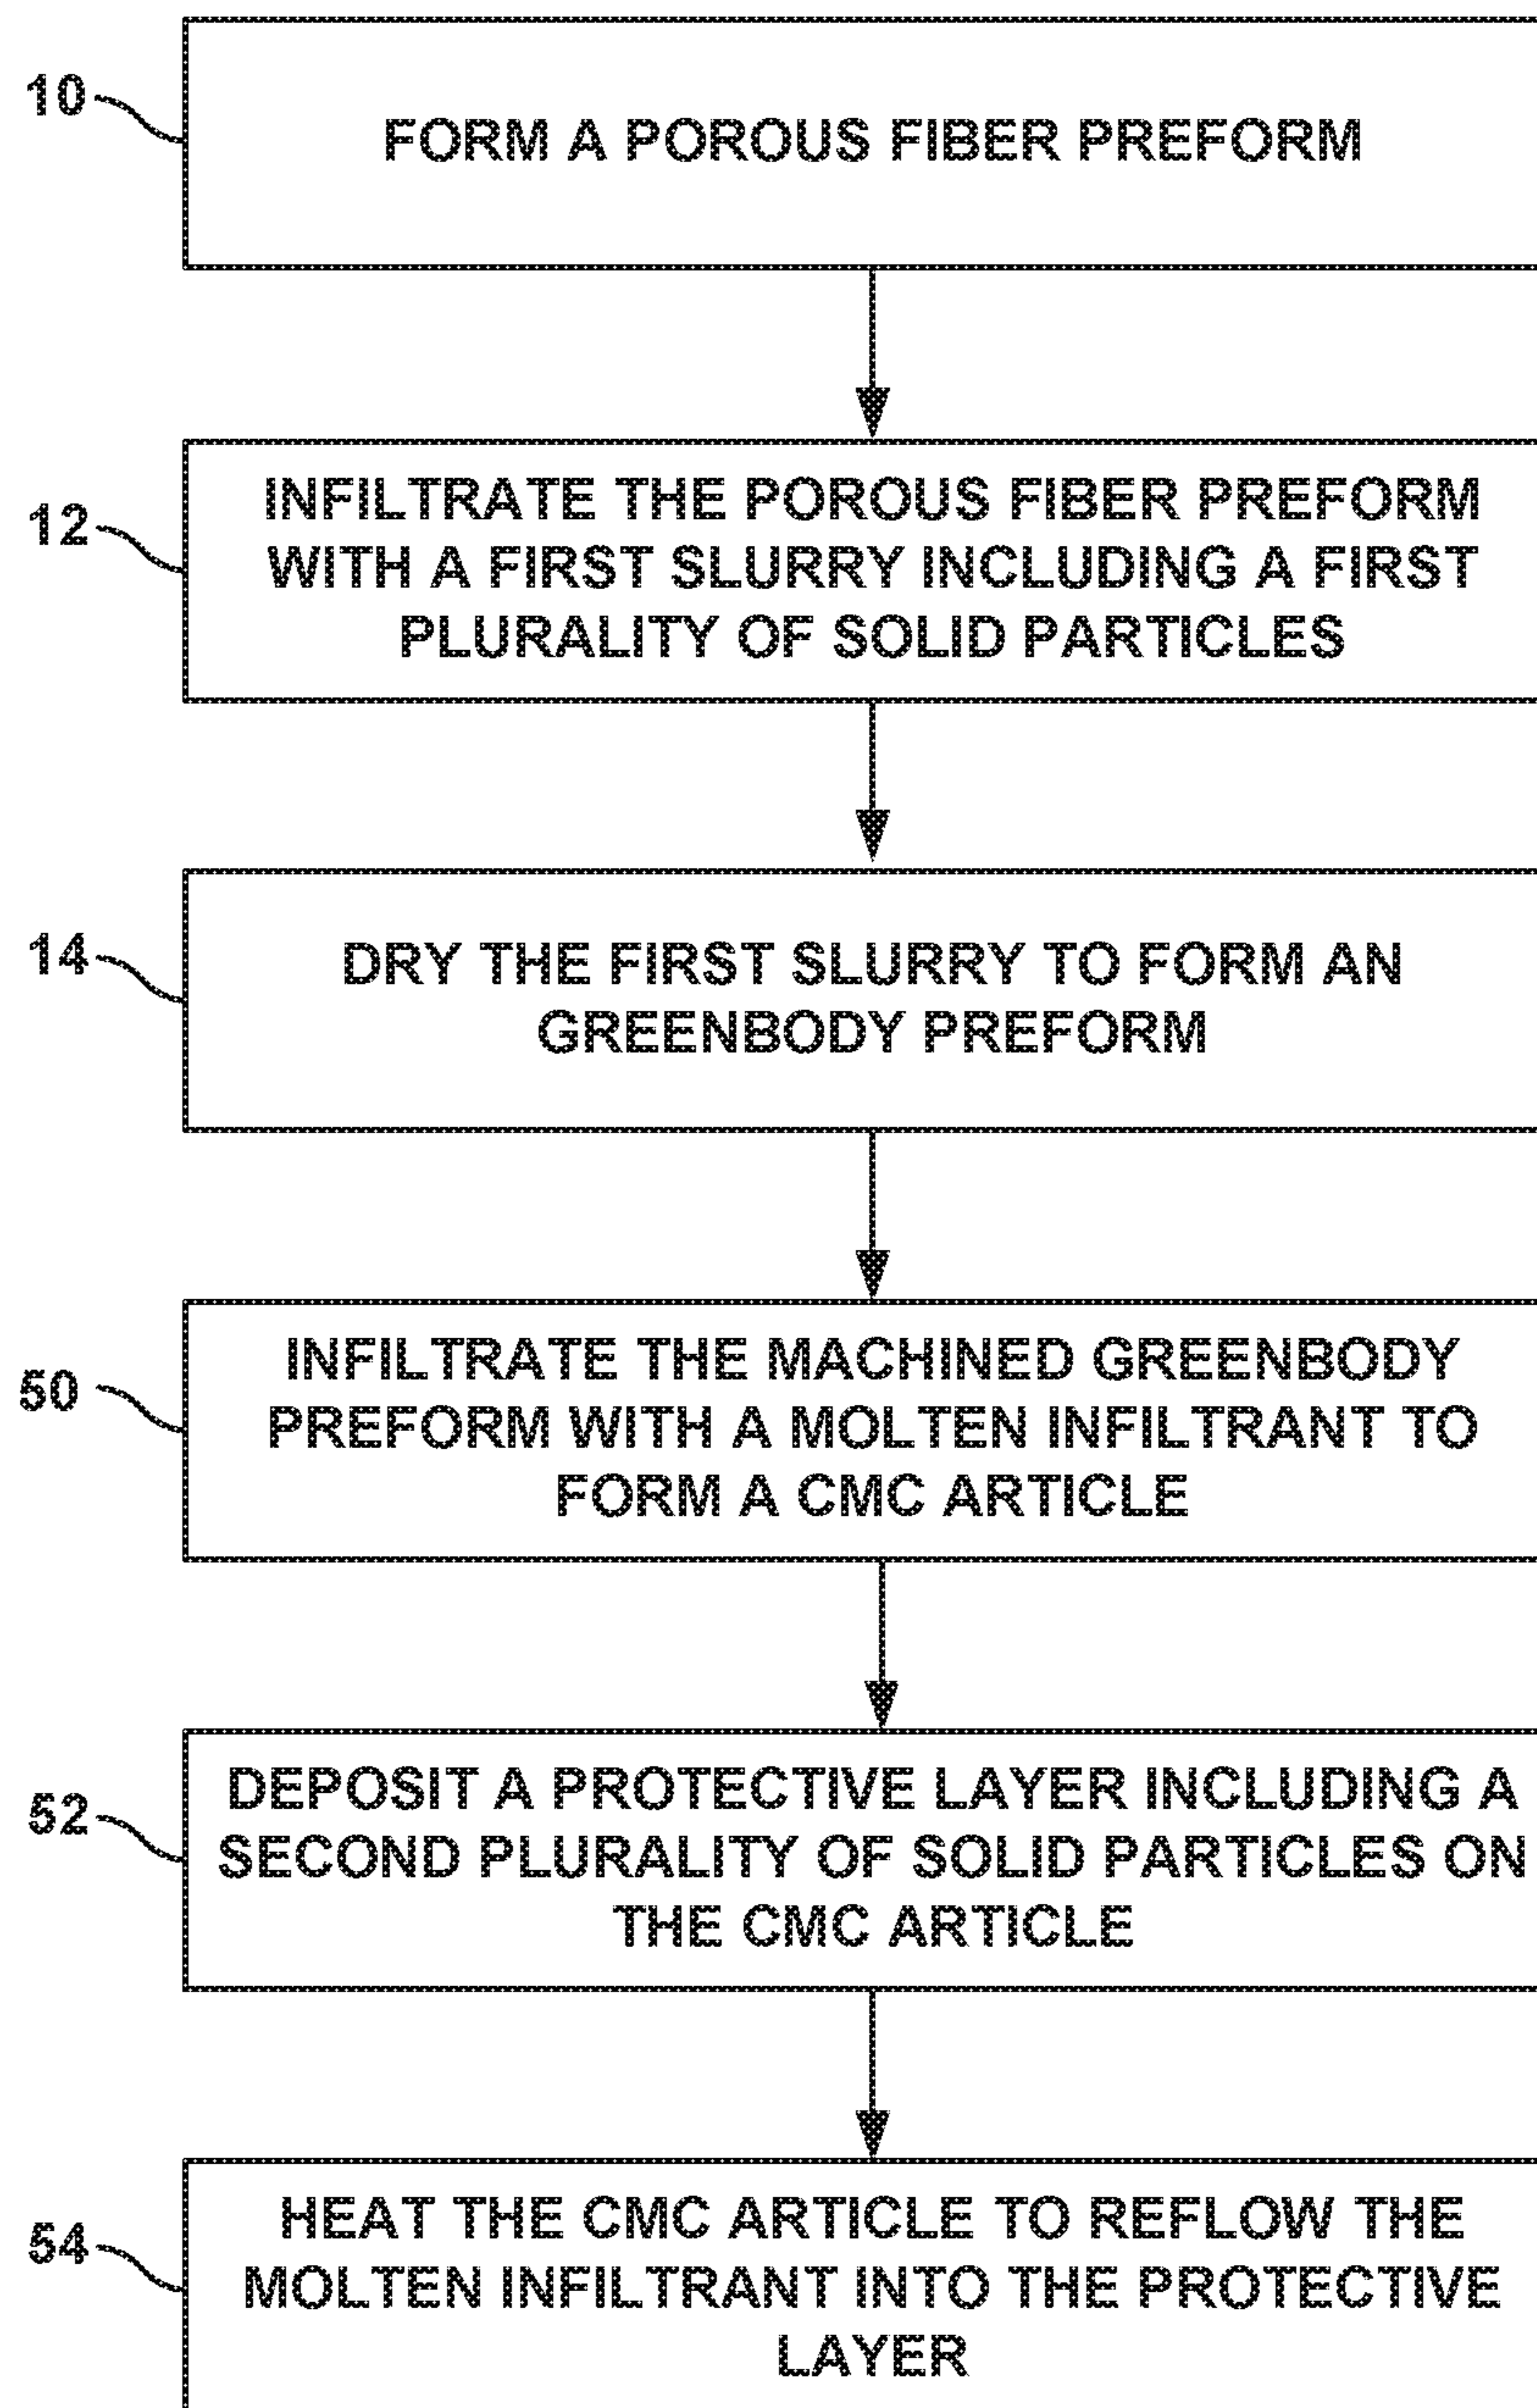 10
FORM A POROUS FIBER PREFORM
12
INFILTRATE THE POROUS FIBER PREFORM
WITH A FIRST SLURRY INCLUDING A FIRST
PLURALITY OF SOLID PARTICLES
14
DRY THE FIRST SLURRY TO FORM AN
GREENBODY PREFORM
50
INFILTRATE THE MACHINED GREENBODY
PREFORM WITH A MOLTEN INFILTRANT TO
FORM A CMC ARTICLE
52
DEPOSIT A PROTECTIVE LAYER INCLUDING A
SECOND PLURALITY OF SOLID PARTICLES ON
THE CMC ARTICLE
54
HEAT THE CMC ARTICLE TO REFLOW THE
MOLTEN INFILTRANT INTO THE PROTECTIVE
LAYER